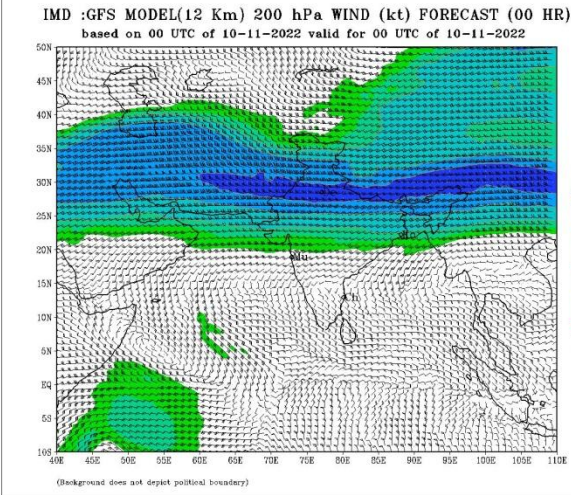 IMD :GFS MODEL(12 Km) 200 hPa WIND (kt) FORECAST (00 HR)
based on 00 UTC of 10-11-2022 valid for 00 UTC of 10-11-2022
50N
45N
40N
35N
30N
25N
20N
15N
10N
5N
EQ
5S
10S
Mu
Ko
Ch
40E 45E 50E 55E 60E 65E 70E 75E 80E 85E 90E 95E 100E 105E 110E
(Background does not depict political boundary)